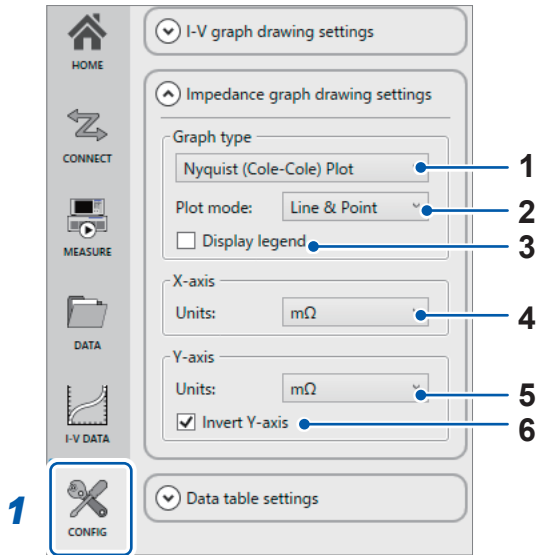 HOME
CONNECT
MEASURE
DATA
I-V DATA
1
CONFIG
I-V graph drawing settings
Impedance graph drawing settings
Graph type
Nyquist (Cole-Cole) Plot
1
Plot mode: Line & Point
2
Display legend
3
X-axis
Units: mΩ
4
Y-axis
Units: mΩ
5
Invert Y-axis
6
Data table settings